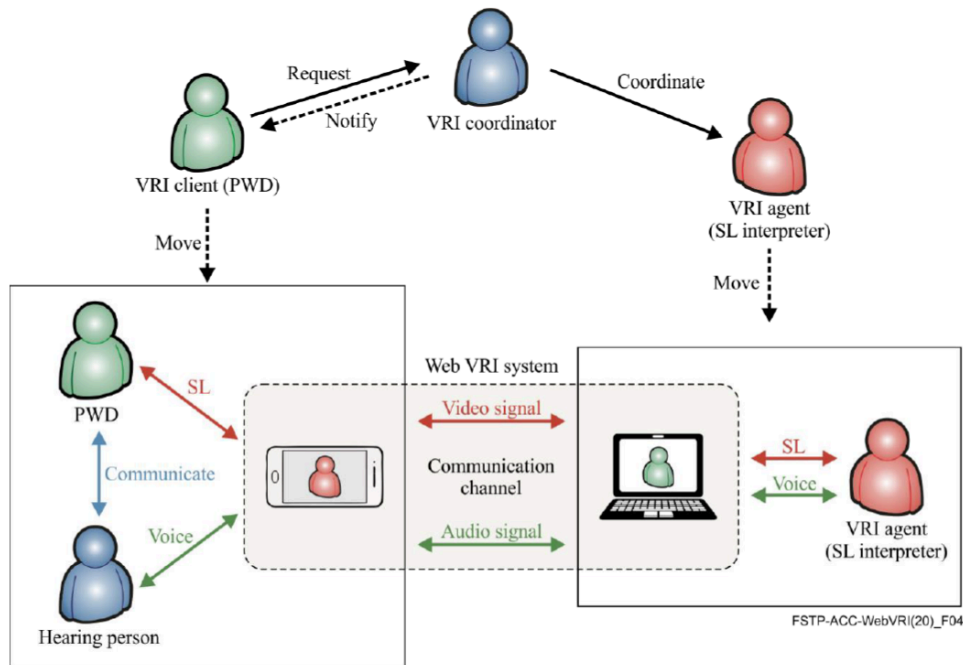 Request
Notify
VRI coordinator
Coordinate
VRI client (PWD)
VRI agent
(SL interpreter)
Move
Move
Web VRI system
PWD
SL
Video signal
Communicate
Communication
channel
SL
Voice
Voice
Audio signal
VRI agent
(SL interpreter)
Hearing person
FSTP-ACC-WebVRI(20)_F04